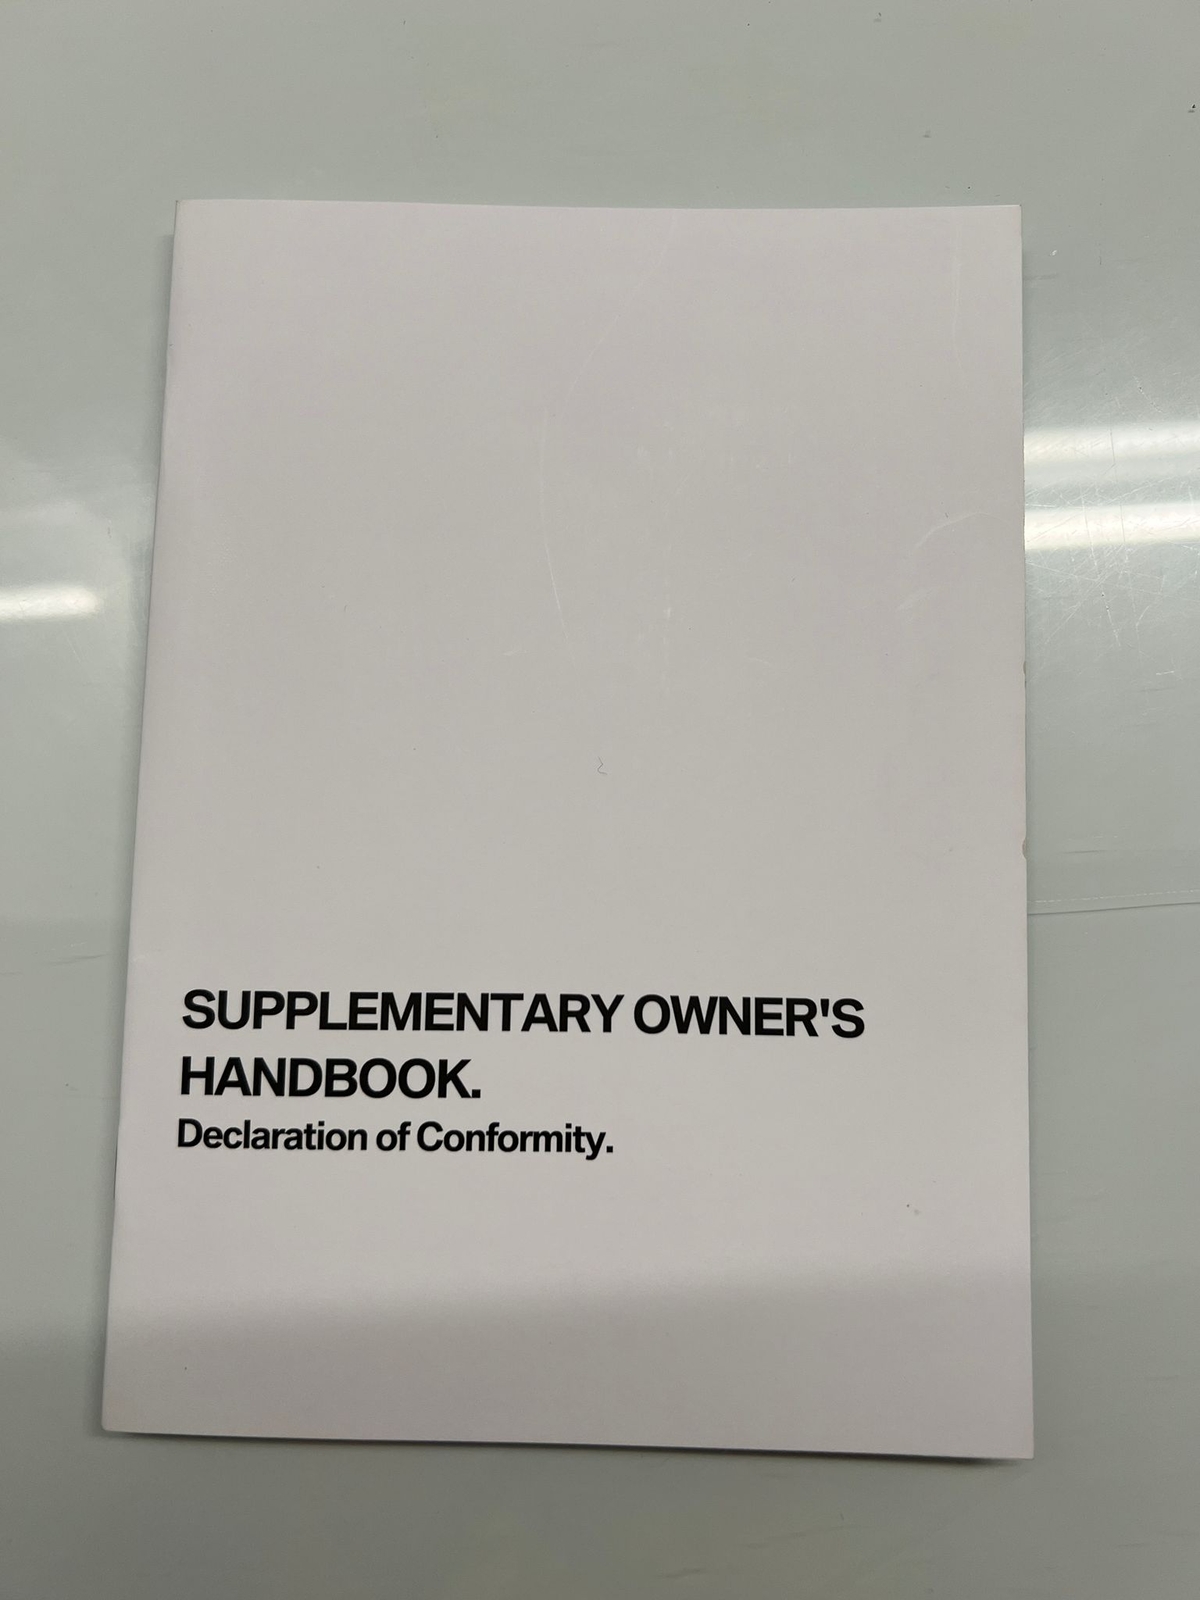 SUPPLEMENTARY OWNER'S
HANDBOOK.
Declaration of Conformity.